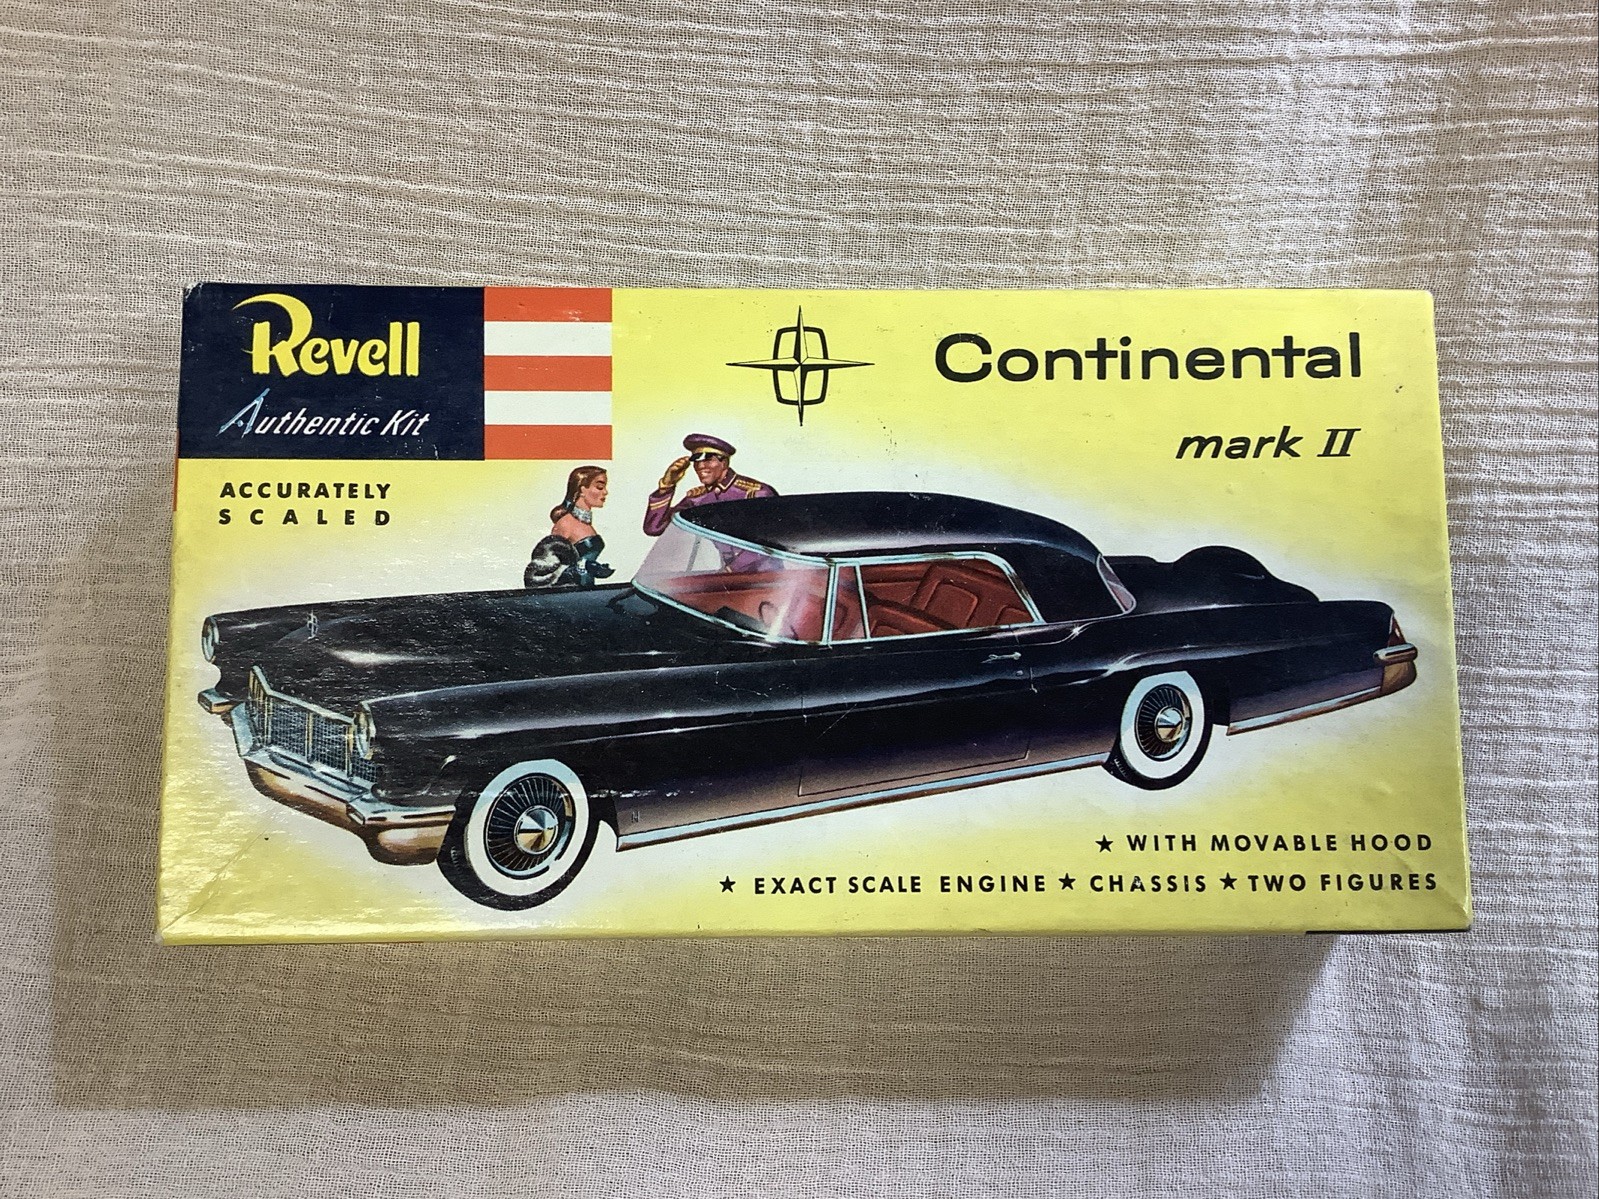 Revell
Authentic Kit
ACCURATELY
SCALED
Continental
mark II
★ WITH MOVABLE HOOD
★ EXACT SCALE ENGINE ★ CHASSIS ★ TWO FIGURES